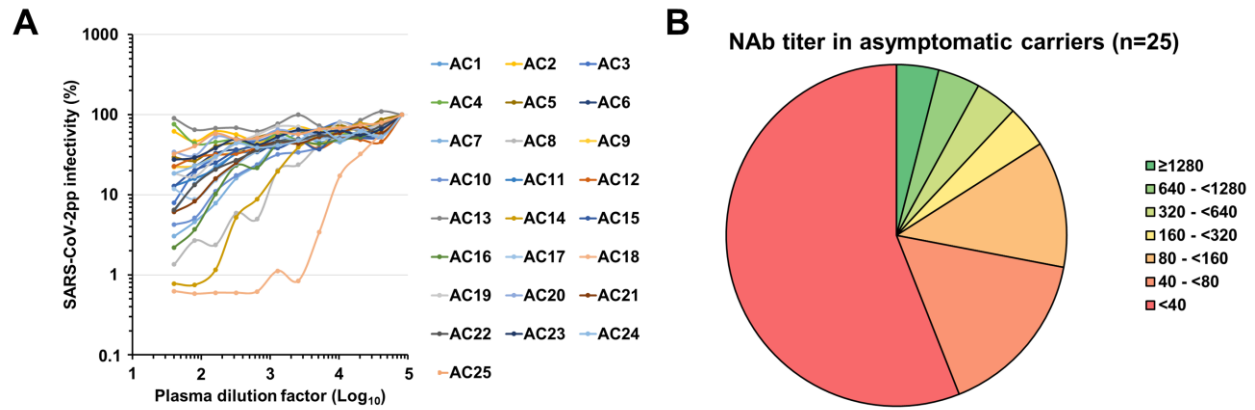 A
SARS-CoV-2pp infectivity (%)
1000
100
10
1
0.1
1 2 3 4 5
Plasma dilution factor (Log10)
AC1 AC2 AC3
AC4 AC5 AC6
AC7 AC8 AC9
AC10 AC11 AC12
AC13 AC14 AC15
AC16 AC17 AC18
AC19 AC20 AC21
AC22 AC23 AC24
AC25
B
NAb titer in asymptomatic carriers (n=25)
≥1280
640 - <1280
320 - <640
160 - <320
80 - <160
40 - <80
<40